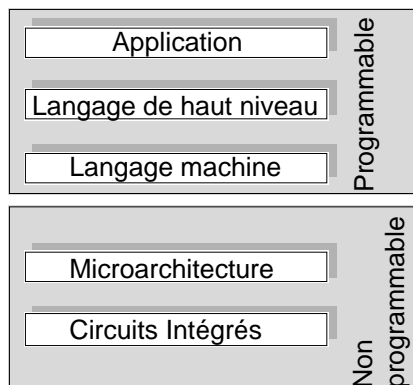 Application
Langage de haut niveau
Langage machine
Programmable
Microarchitecture
Circuits Intégrés
Non
programmable